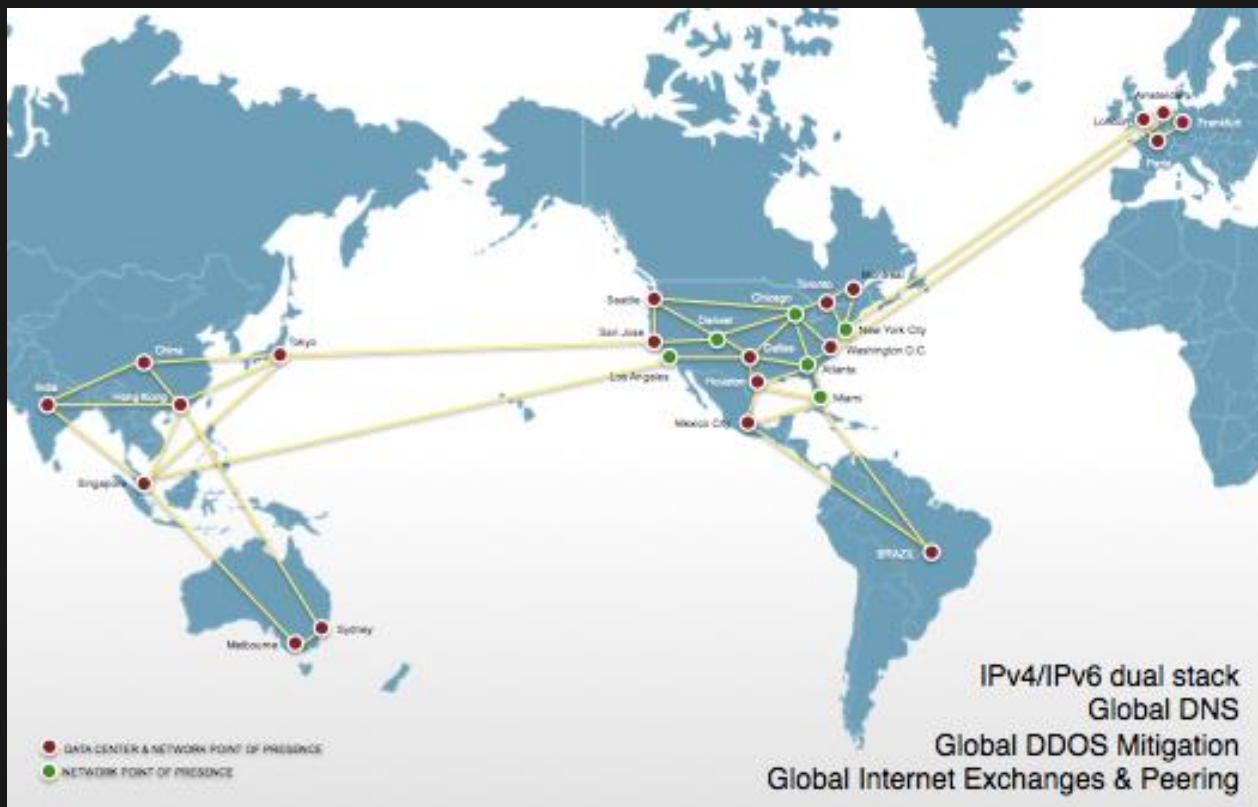 Amsterdam
London
Frankfurt
Paris
Montreal
Toronto
Seattle
Chicago
Denver
New York City
San Jose
Tokyo
Washington D.C.
China
Dallas
Los Angeles
Atlanta
India
Houston
Hong Kong
Miami
Mexico City
Singapore
BRAZIL
Sydney
Melbourne
IPv4/IPv6 dual stack
Global DNS
Global DDOS Mitigation
Global Internet Exchanges & Peering
DATA CENTER & NETWORK POINT OF PRESENCE
NETWORK POINT OF PRESENCE